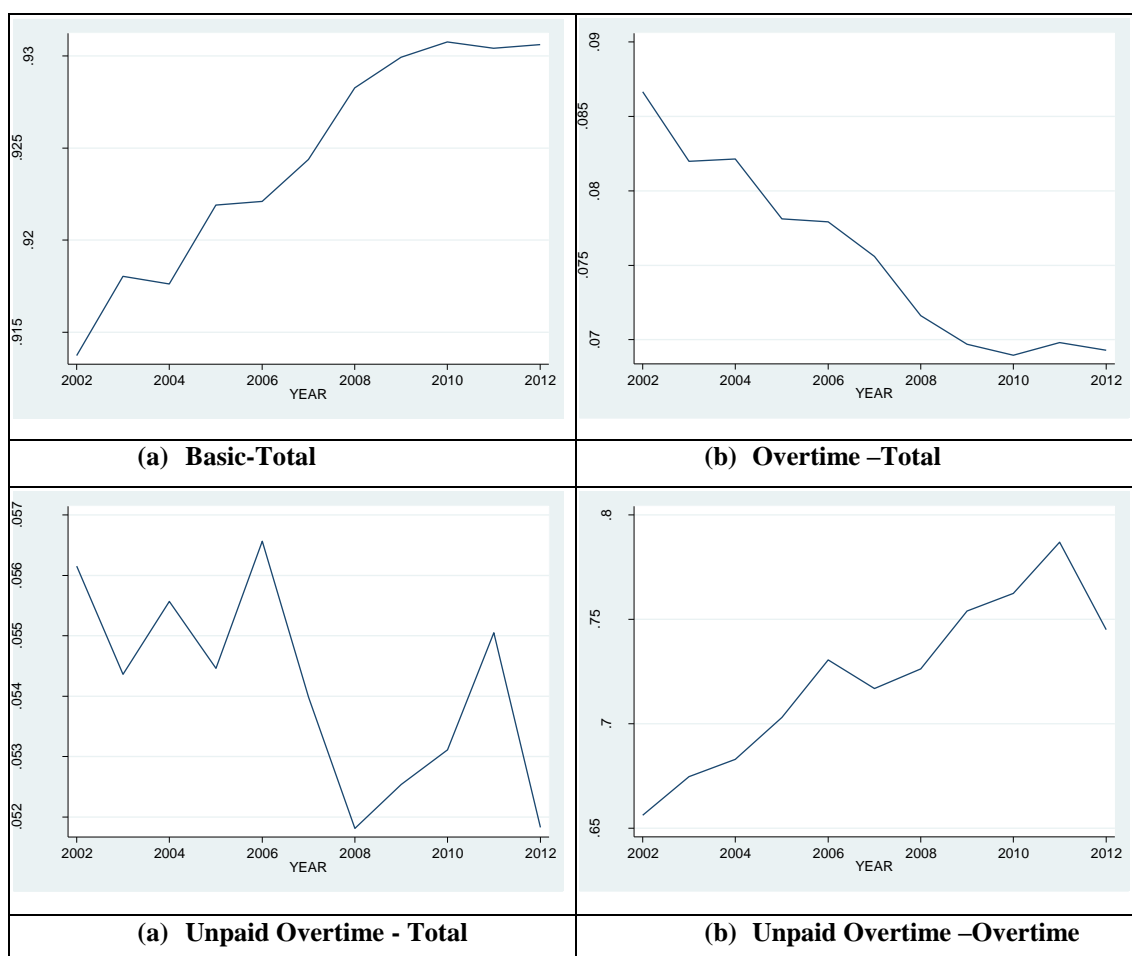 .93
.925
.92
.915
2002 2004 2006 2008 2010 2012
YEAR
.09
.085
.08
.075
.07
2002 2004 2006 2008 2010 2012
YEAR
(a) Basic-Total
(b) Overtime –Total
.057
.056
.055
.054
.053
.052
2002 2004 2006 2008 2010 2012
YEAR
.8
.75
.7
.65
2002 2004 2006 2008 2010 2012
YEAR
(a) Unpaid Overtime - Total
(b) Unpaid Overtime –Overtime